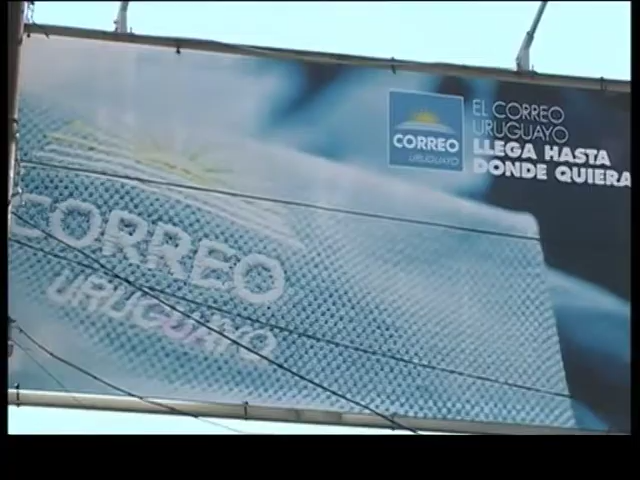 CORREO
URUGUAYO
EL CORREO
URUGUAYO
LLEGA HASTA
DONDE QUIERA
CORREO
URUGUAYO